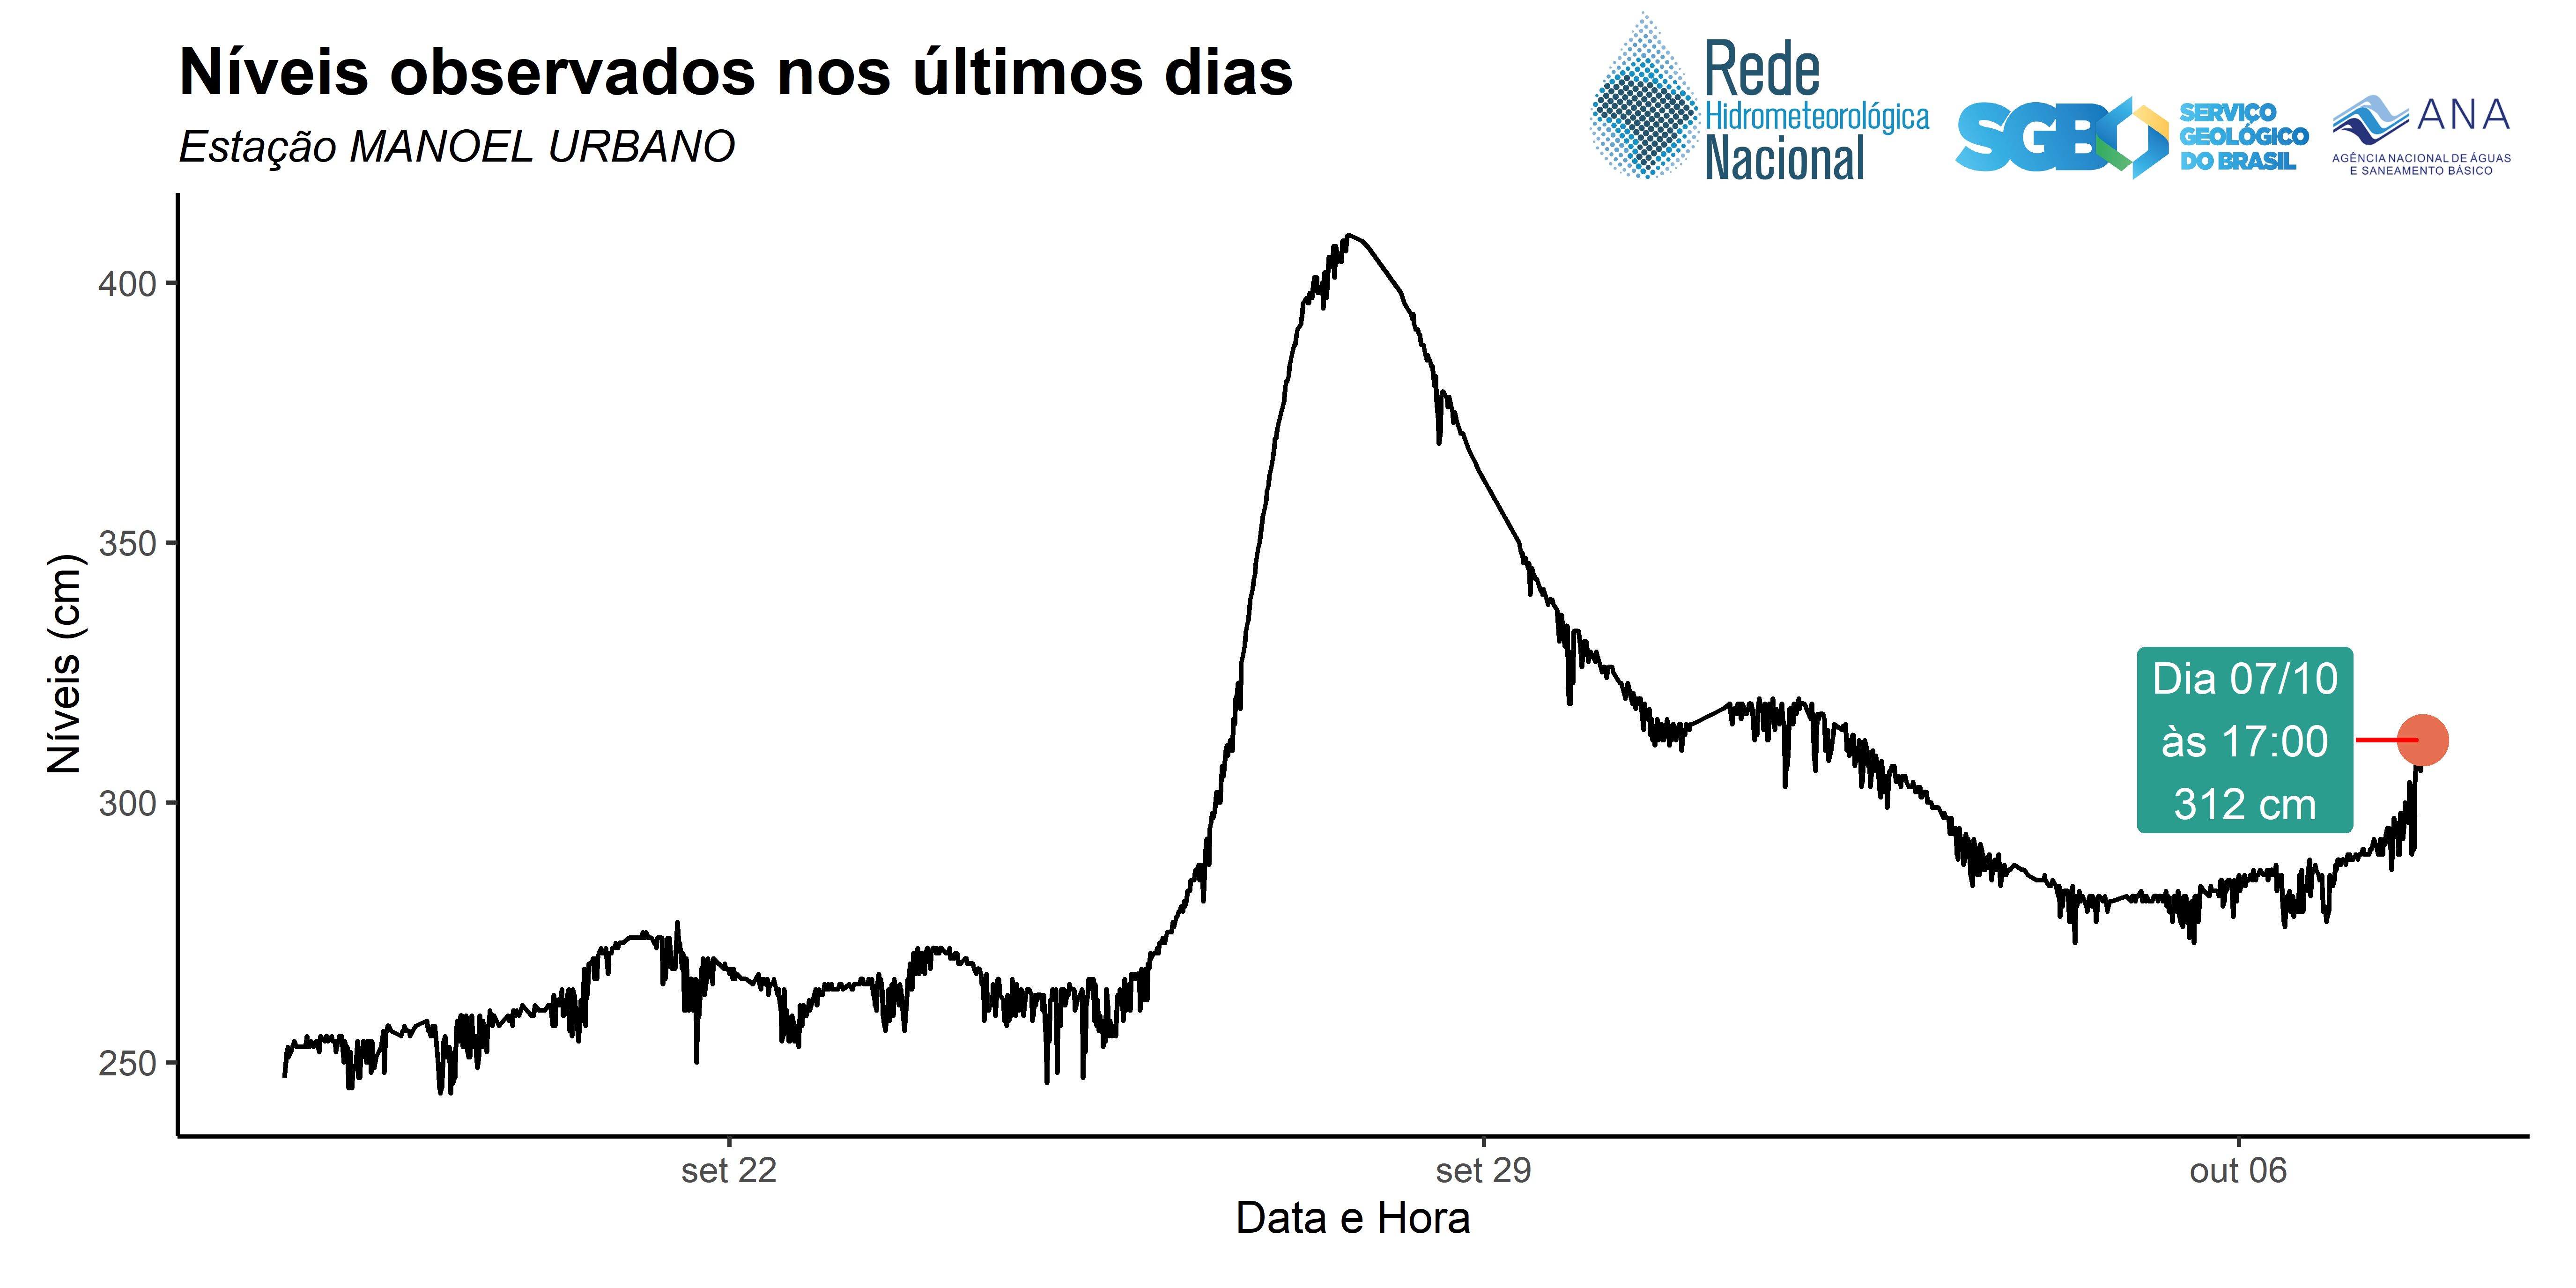 Níveis observados nos últimos dias
Estação MANOEL URBANO
Rede
Hidrometeorológica
Nacional
SGB
SERVIÇO
GEOLÓGICO
DO BRASIL
ANA
AGÊNCIA NACIONAL DE ÁGUAS
E SANEAMENTO BÁSICO
Níveis (cm)
400
350
300
250
Dia 07/10
às 17:00
312 cm
set 22
set 29
out 06
Data e Hora